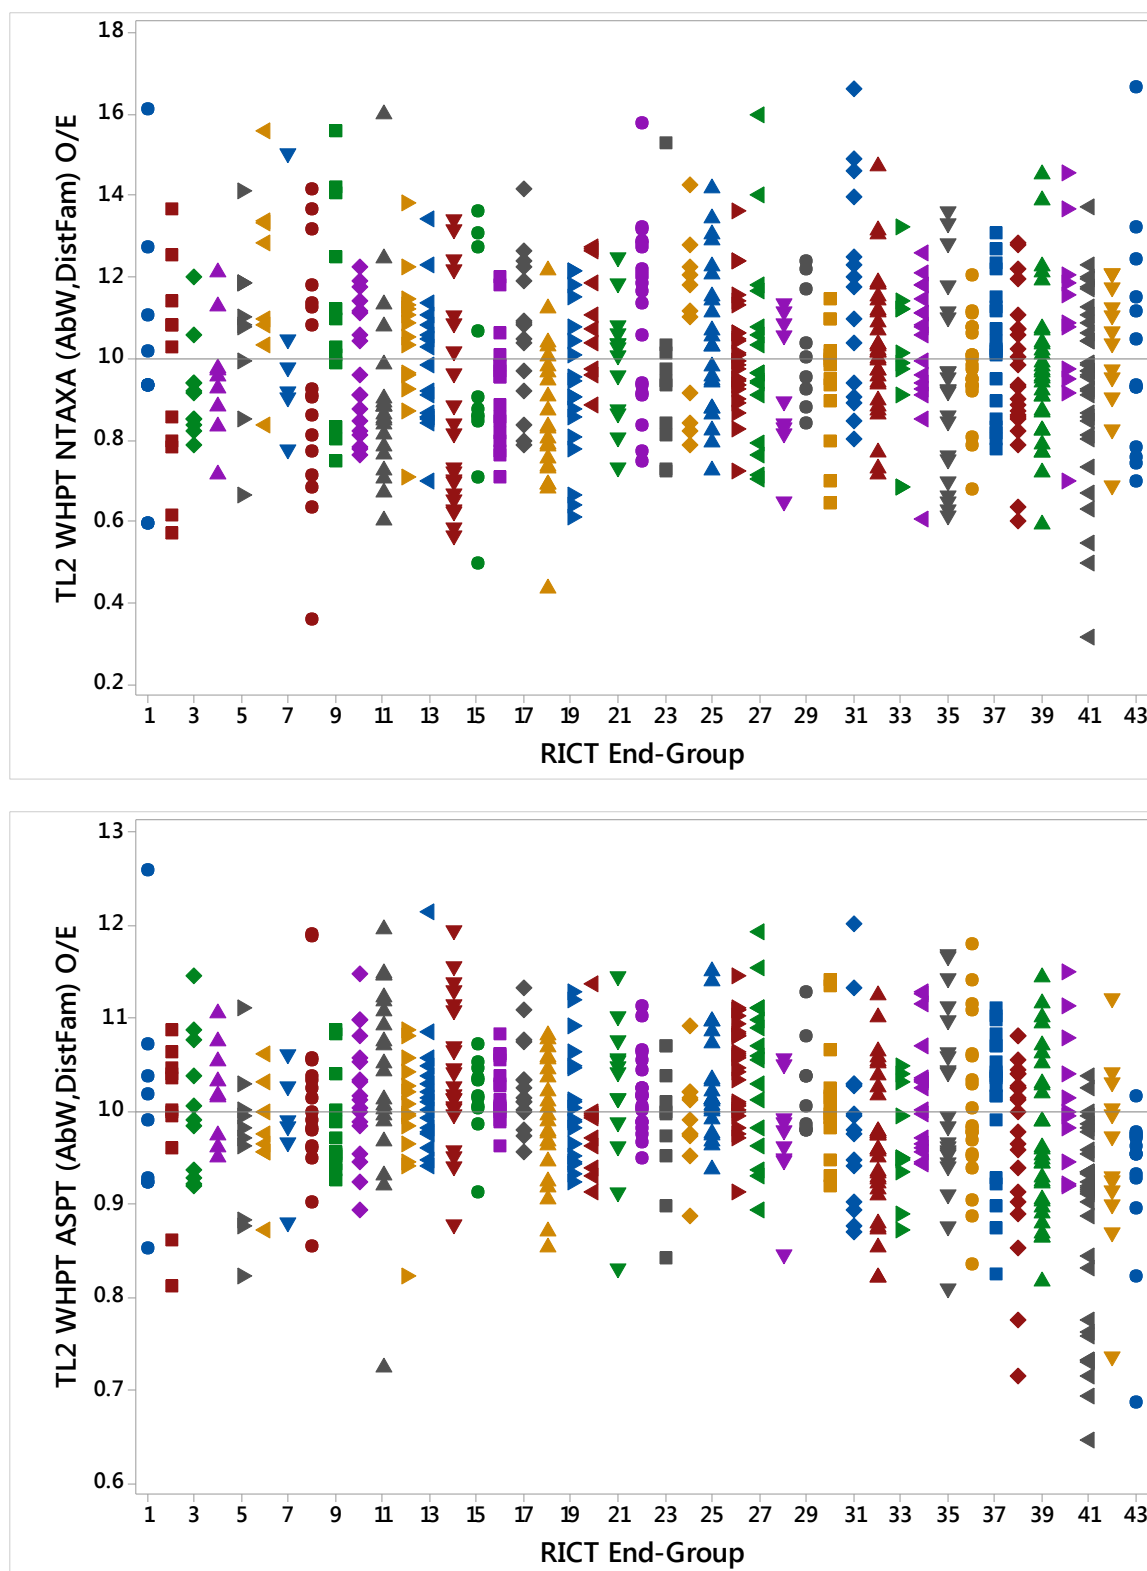 TL2 WHPT NTAXA (AbW,DistFam) O/E
18
16
14
12
10
0.8
0.6
0.4
0.2
1 3 5 7 9 11 13 15 17 19 21 23 25 27 29 31 33 35 37 39 41 43
RICT End-Group
TL2 WHPT ASPT (AbW,DistFam) O/E
13
12
11
10
0.9
0.8
0.7
0.6
1 3 5 7 9 11 13 15 17 19 21 23 25 27 29 31 33 35 37 39 41 43
RICT End-Group